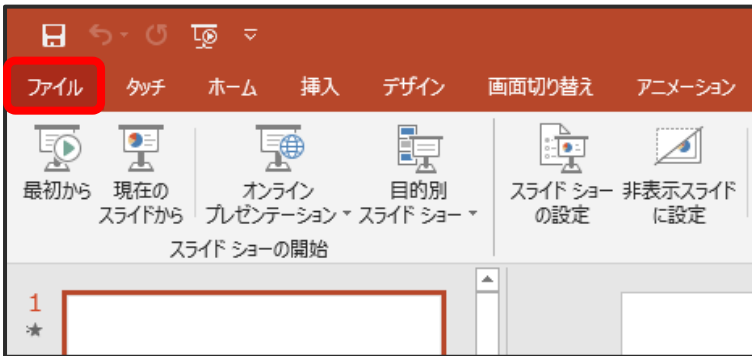 ファイル タッチ ホーム 挿入 デザイン 画面切り替え アニメーション
最初から 現在の オンライン 目的別 スライド ショー 非表示スライド
スライドから プレゼンテーション スライド ショー の設定 に設定
スライド ショーの開始
1